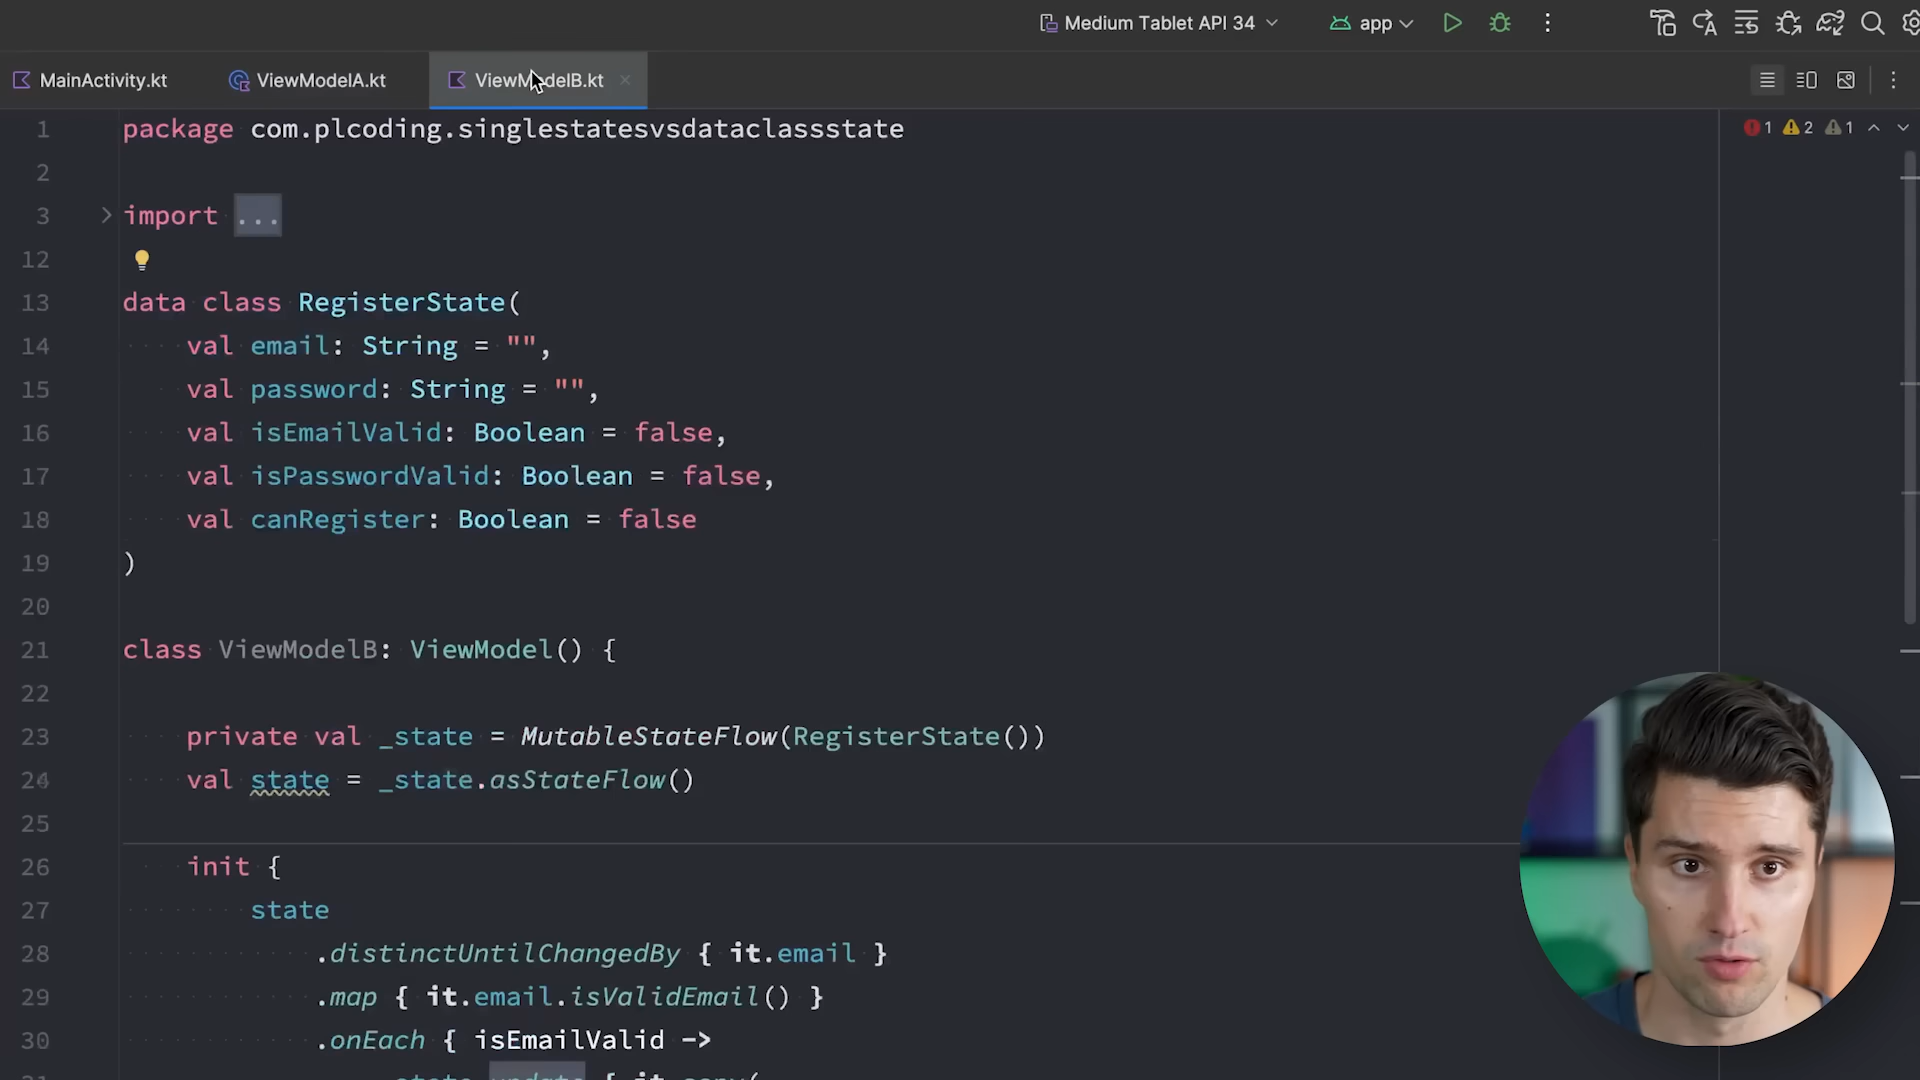 Medium Tablet API 34
app
MainActivity.kt
ViewModelA.kt
ViewModelB.kt
1 package com.plcoding.singlestatesvsdataclassstate
1 2 1
2
3 import ...
12
13 data class RegisterState(
14 val email: String = "",
15 val password: String = "",
16 val isEmailValid: Boolean = false,
17 val isPasswordValid: Boolean = false,
18 val canRegister: Boolean = false
19 )
20
21 class ViewModelB: ViewModel() {
22
23 private val _state = MutableStateFlow(RegisterState())
24 val state = _state.asStateFlow()
25
26 init {
27 state
28 .distinctUntilChangedBy { it.email }
29 .map { it.email.isValidEmail() }
30 .onEach { isEmailValid ->